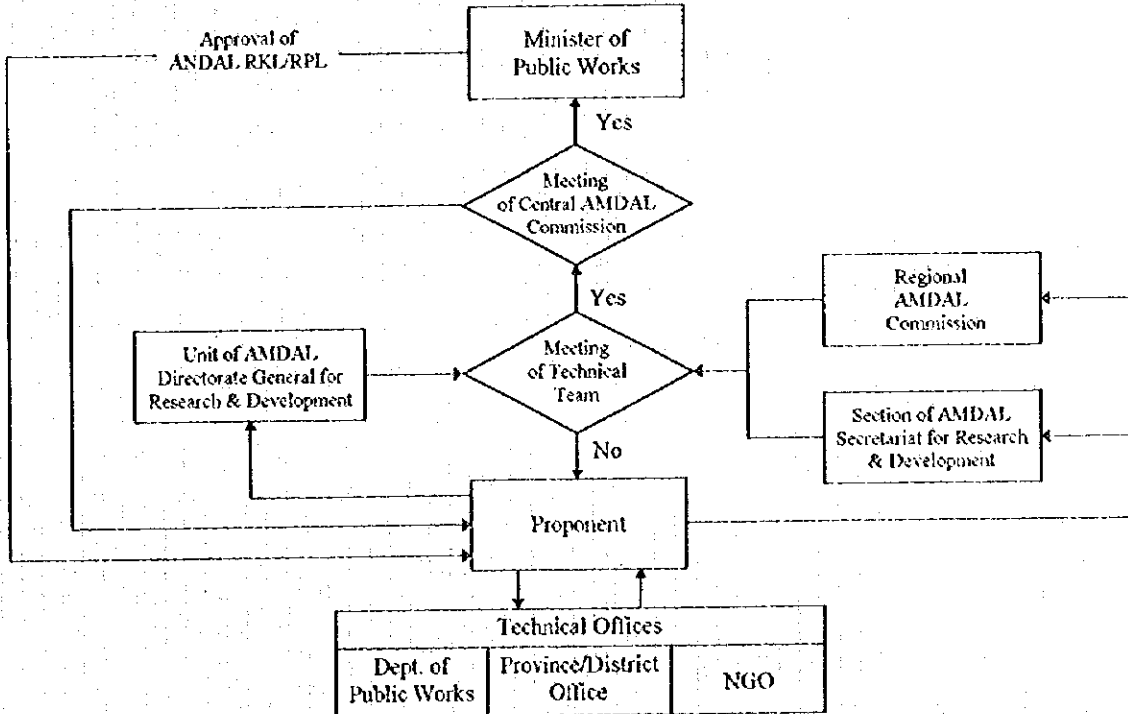 Approval of
ANDAL RKL/RPL
Minister of
Public Works
Yes
Meeting
of Central AMDAL
Commission
Yes
Regional
AMDAL
Commission
Unit of AMDAL
Directorate General for
Research & Development
Meeting
of Technical
Team
Section of AMDAL
Secretariat for Research
& Development
No
Proponent
Technical Offices
Dept. of
Public Works
Province/District
Office
NGO